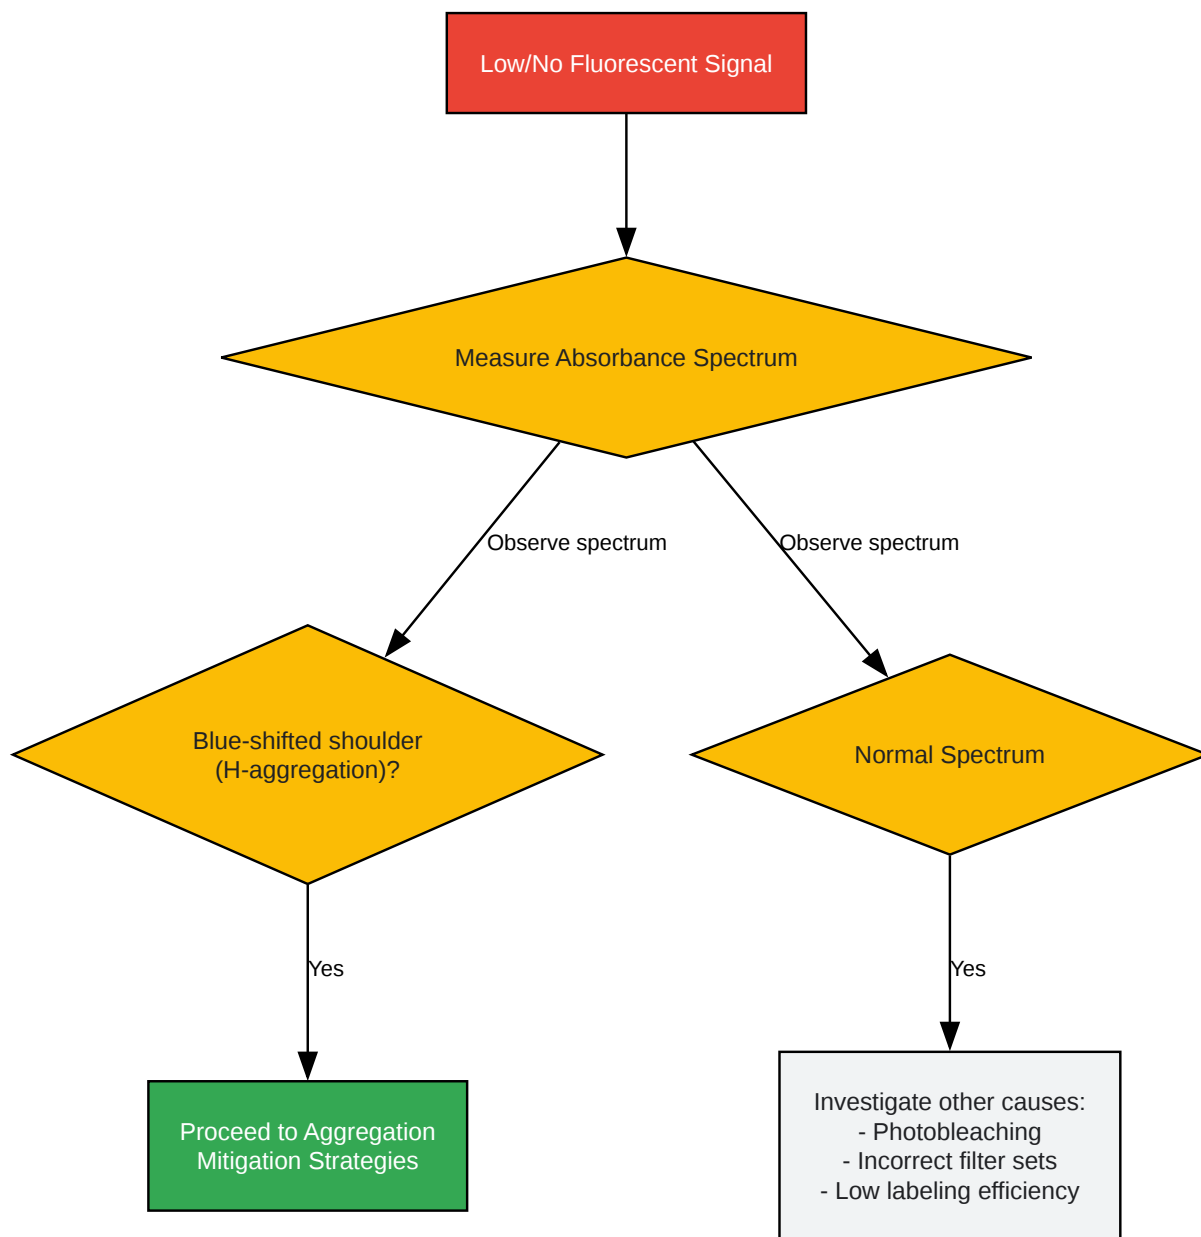 Low/No Fluorescent Signal
Measure Absorbance Spectrum
Observe spectrum
Observe spectrum
Blue-shifted shoulder
(H-aggregation)?
Normal Spectrum
Yes
Yes
Proceed to Aggregation
Mitigation Strategies
Investigate other causes:
- Photobleaching
- Incorrect filter sets
- Low labeling efficiency